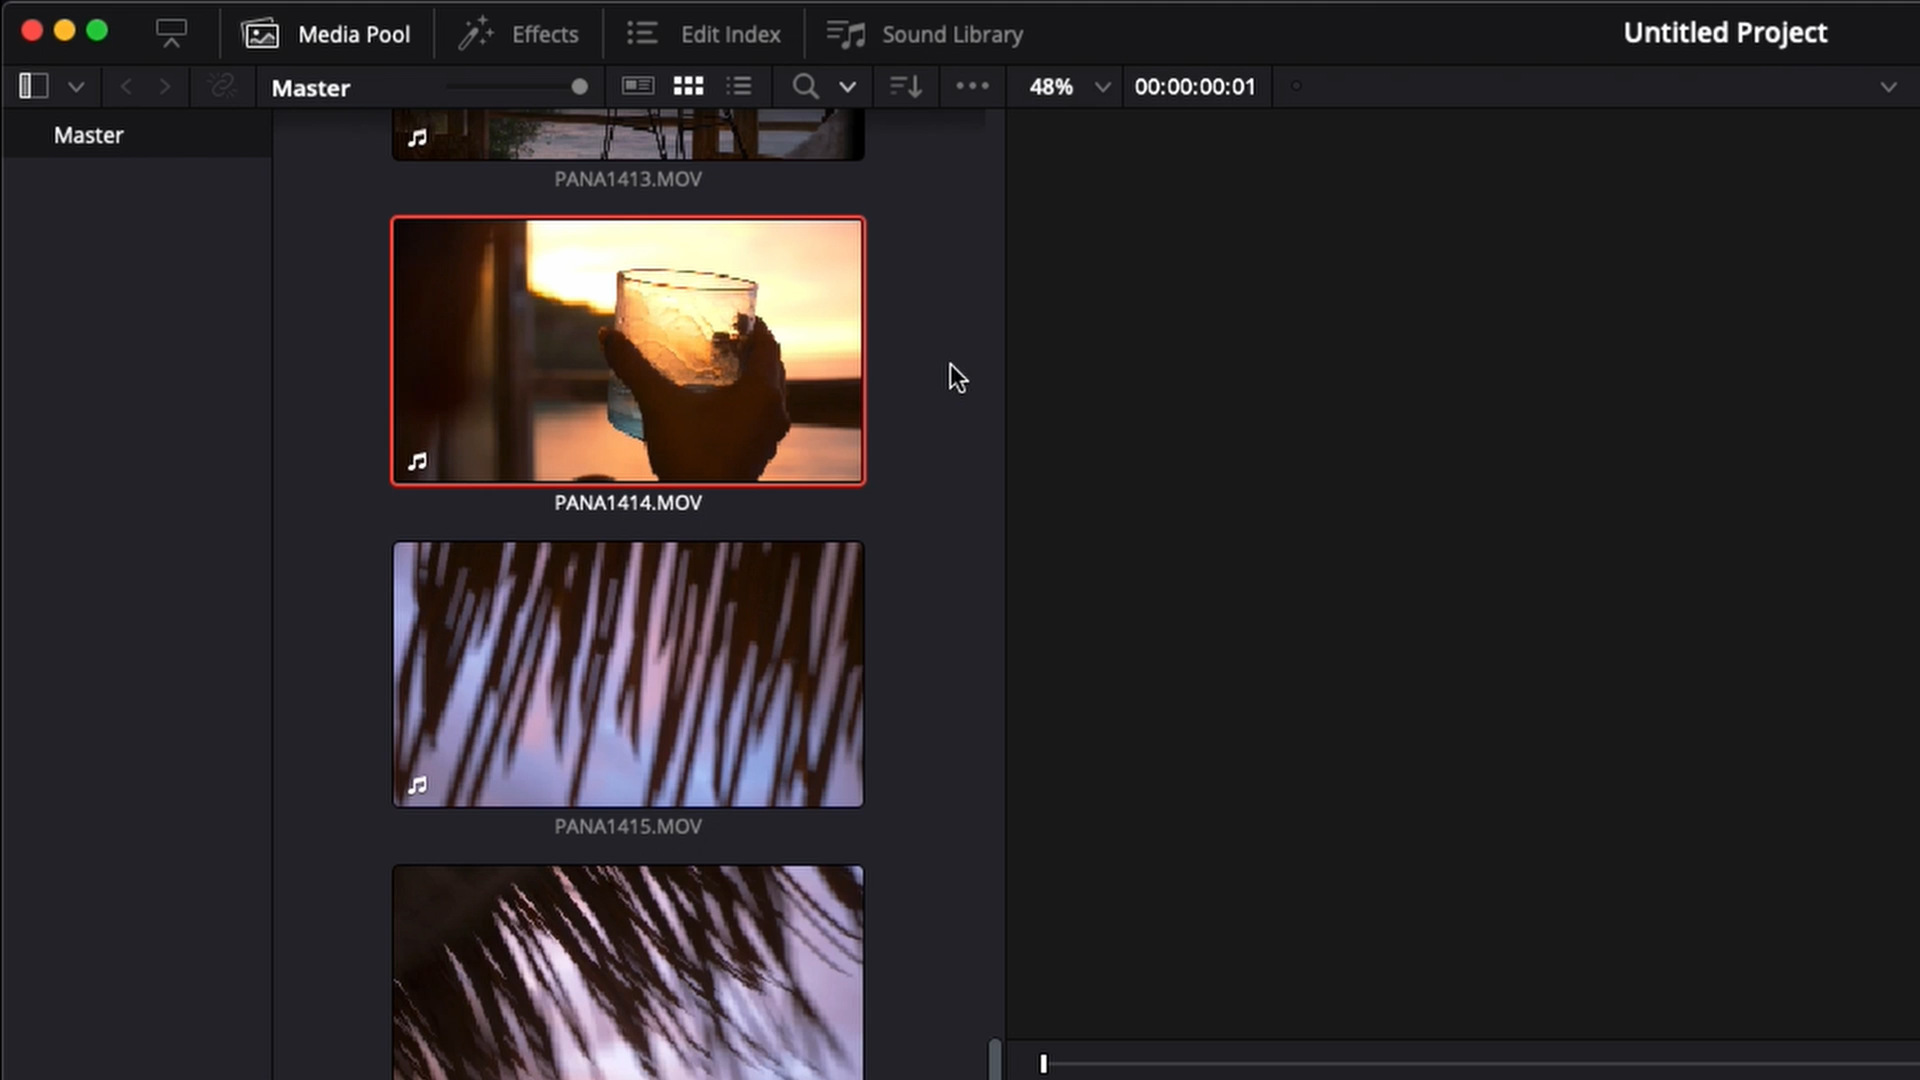 Media Pool
Effects
Edit Index
Sound Library
Untitled Project
Master
48%
00:00:00:01
Master
PANA1413.MOV
PANA1414.MOV
PANA1415.MOV